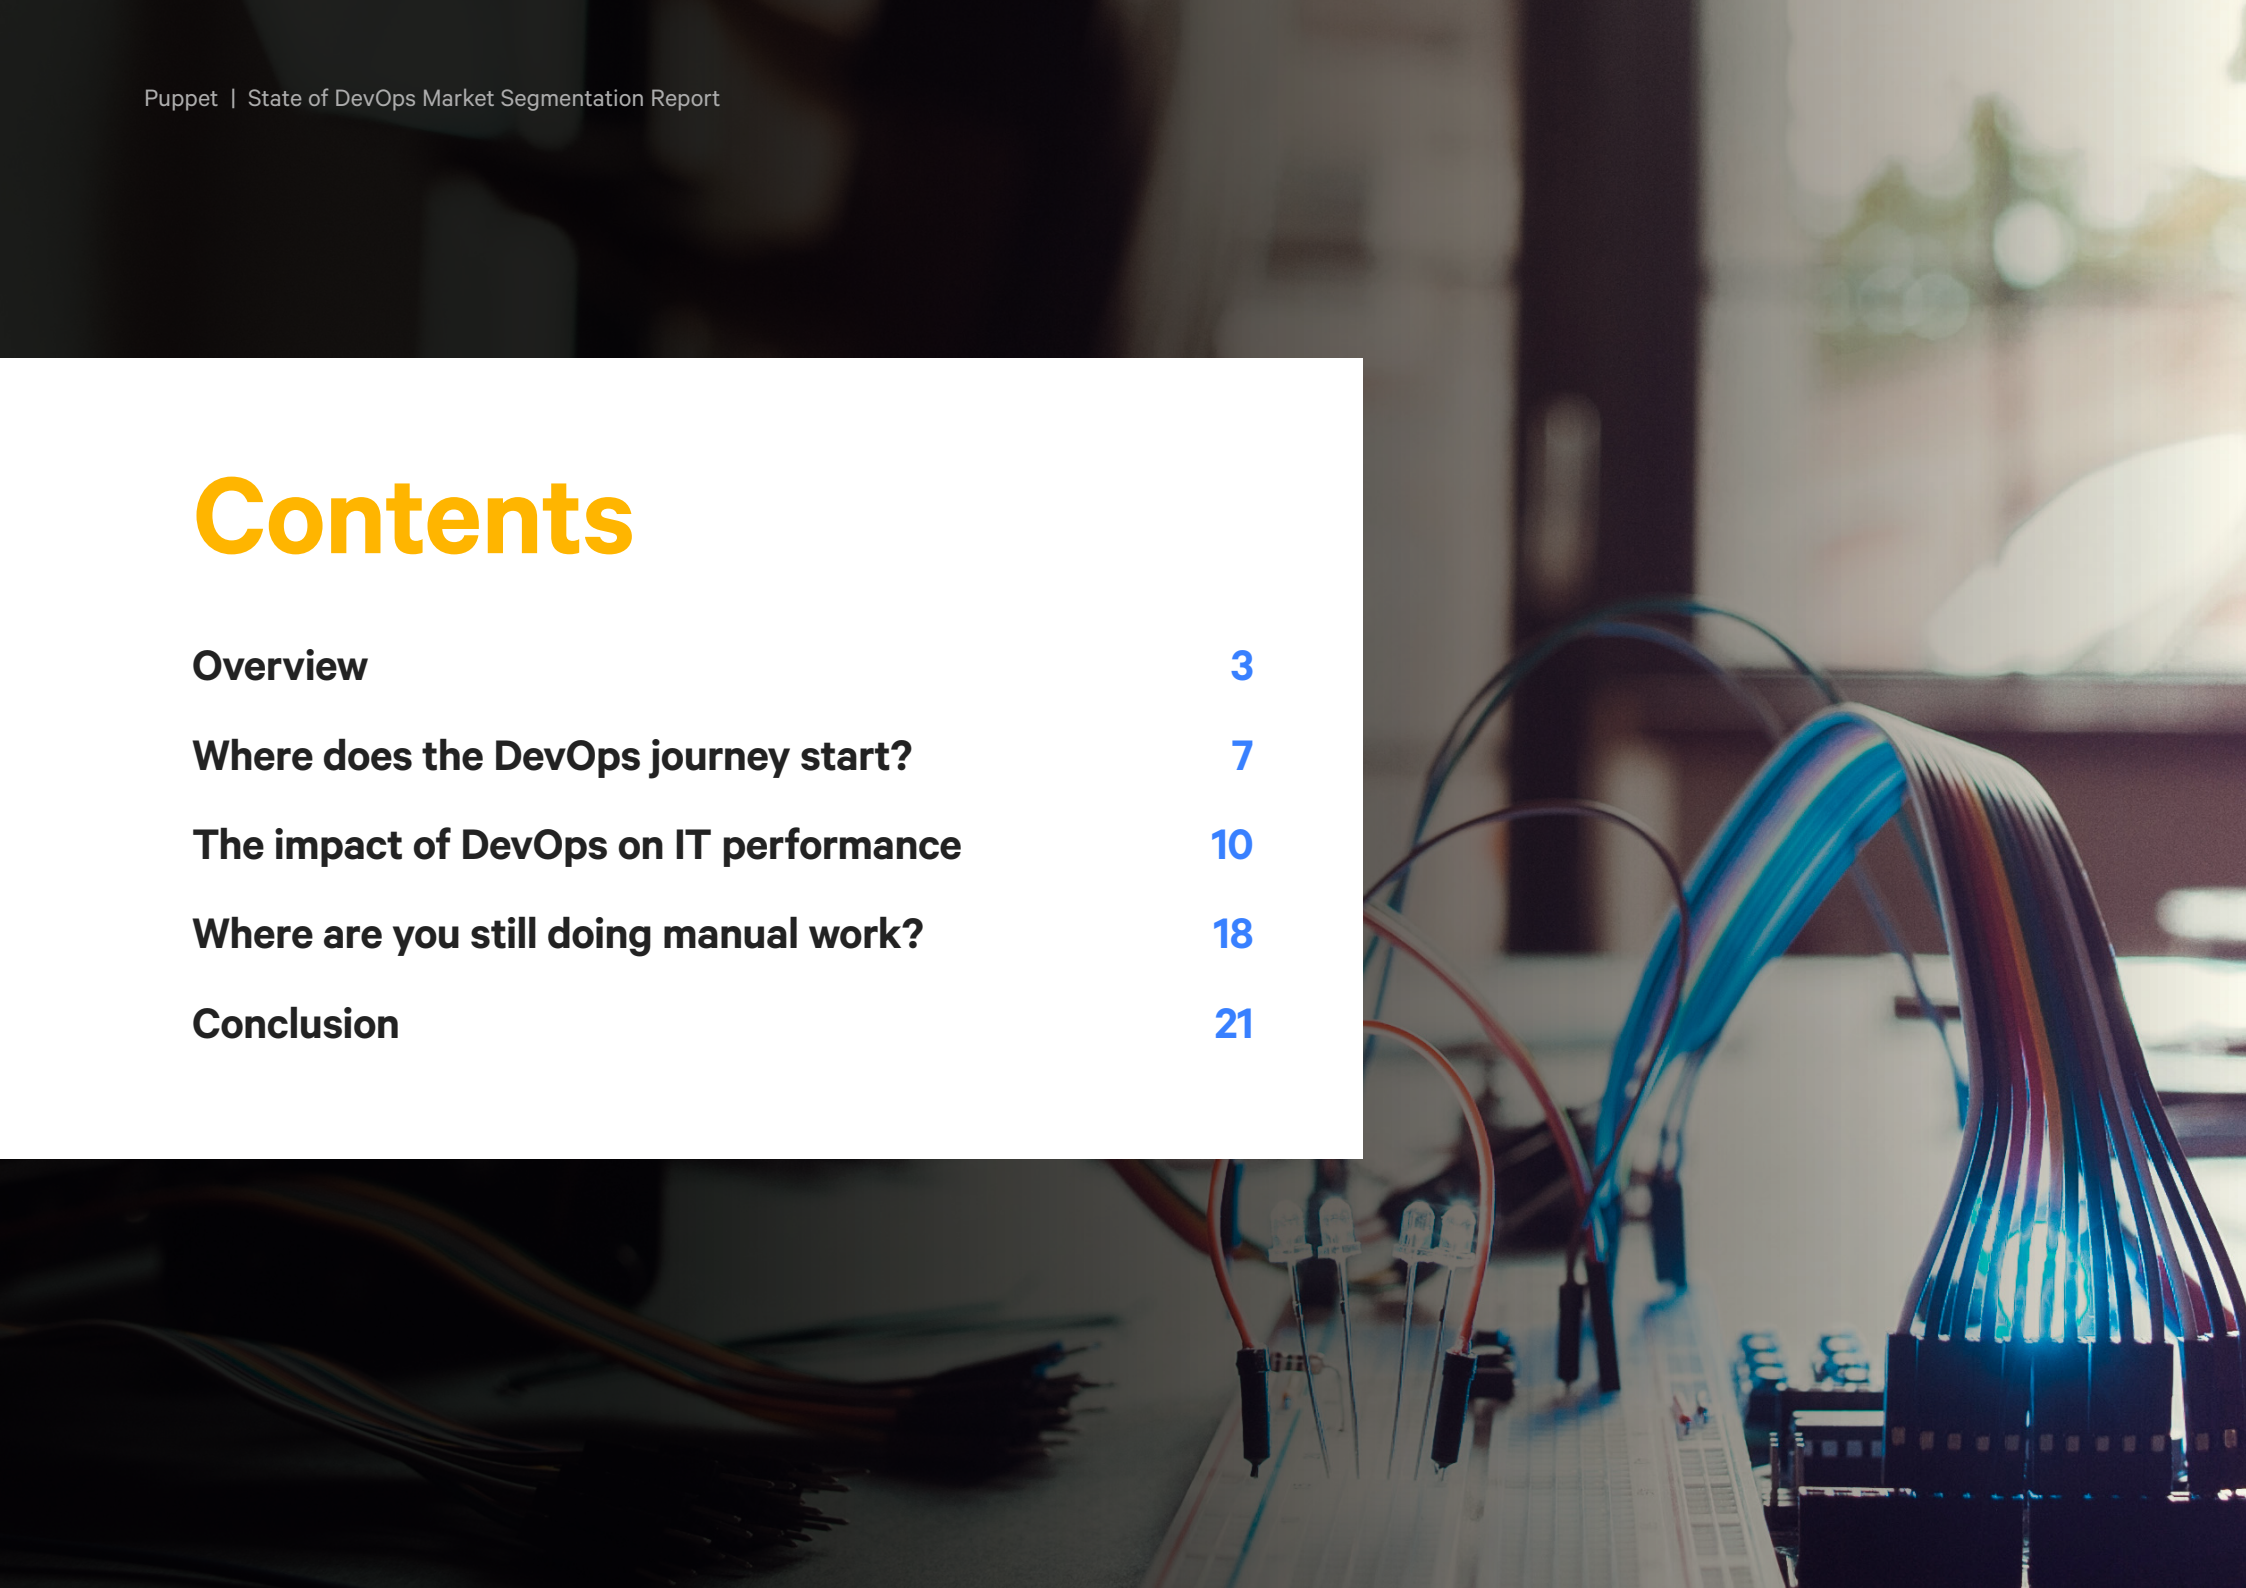 Puppet | State of DevOps Market Segmentation Report
Contents
Overview 3
Where does the DevOps journey start? 7
The impact of DevOps on IT performance 10
Where are you still doing manual work? 18
Conclusion 21